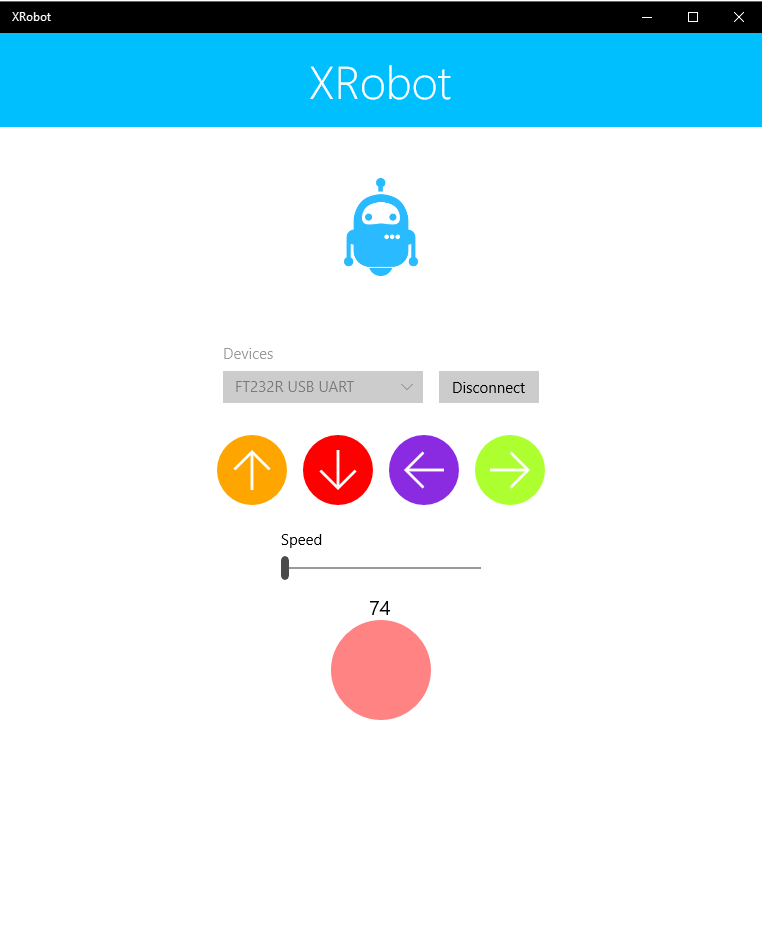 XRobot
XRobot
Devices
FT232R USB UART
Disconnect
Speed
74